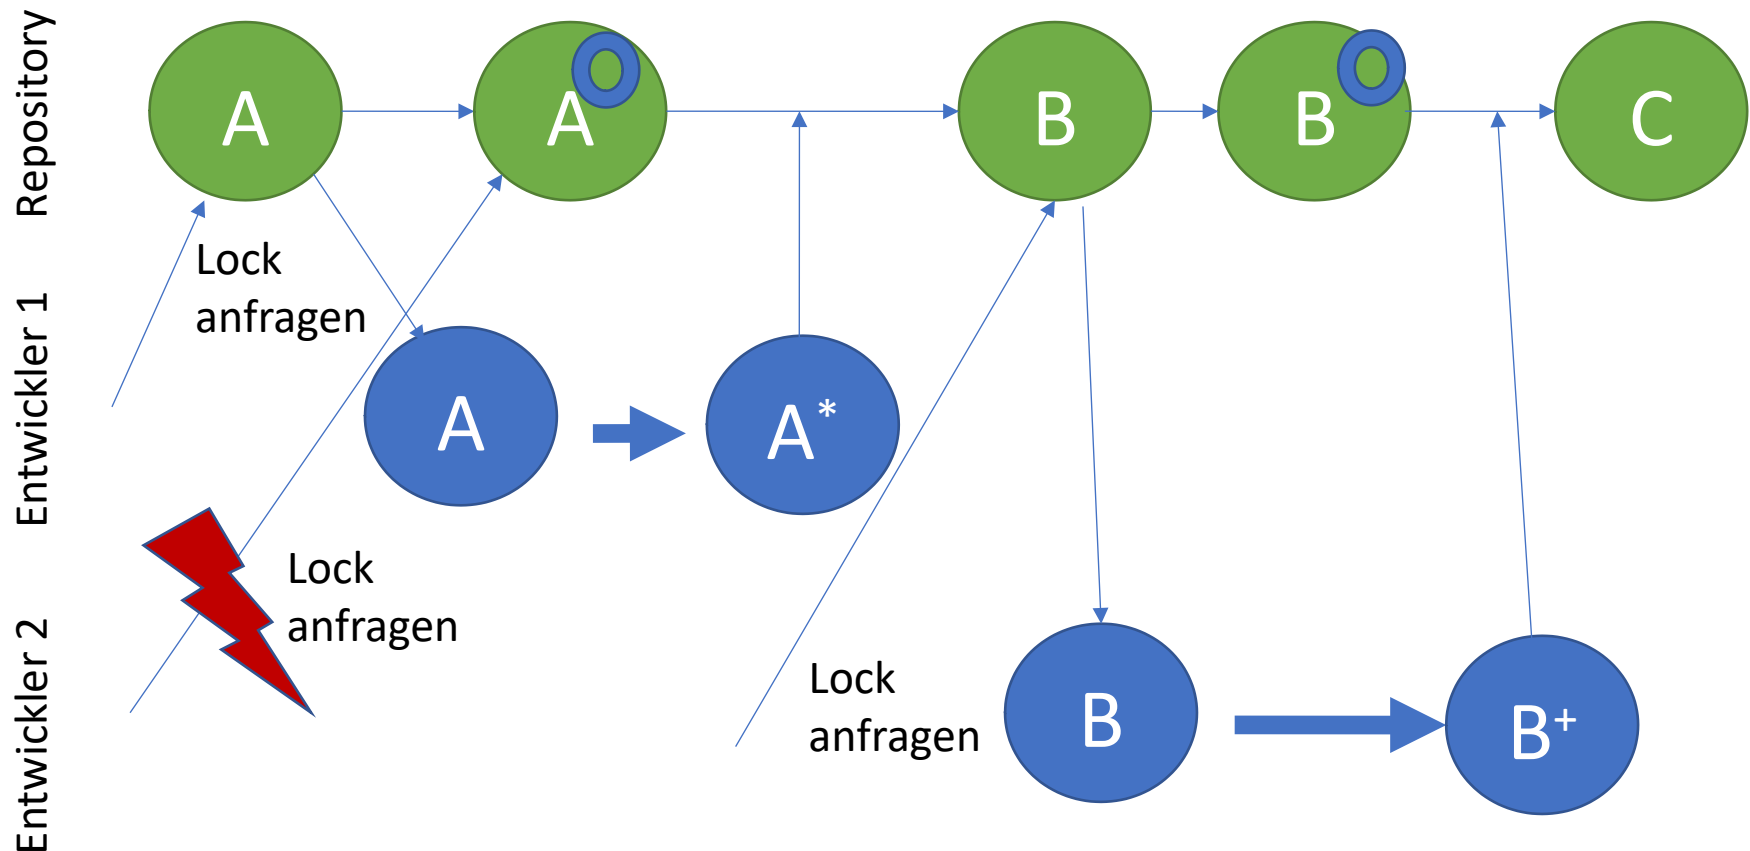 Repository
A
A
B
B
C
Lock
anfragen
Entwickler 1
A
A*
Lock
anfragen
Entwickler 2
Lock
anfragen
B
B+